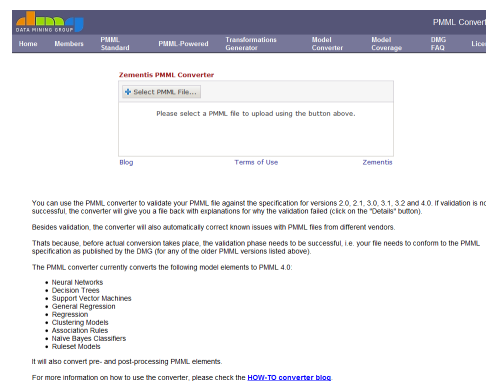 dmg
DATA MINING GROUP
PMML Convert
Home
Members
PMML Standard
PMML-Powered
Transformations Generator
Model Converter
Model Coverage
DMG FAQ
Zementis PMML Converter
Select PMML File...
Please select a PMML file to upload using the button above.
Blog
Terms of Use
Zementis
You can use the PMML converter to validate your PMML file against the specification for versions 2.0, 2.1, 3.0, 3.1, 3.2 and 4.0. If validation is
successful, the converter will give you a file back with explanations for why the validation failed (click on the "Details" button).
Besides validation, the converter will also automatically correct known issues with PMML files from different vendors.
Thats because, before actual conversion takes place, the validation phase needs to be successful, i.e. your file needs to conform to the PMML
specification as published by the DMG (for any of the older PMML versions listed above).
The PMML converter currently converts the following model elements to PMML 4.0:
Neural Networks
Decision Trees
Support Vector Machines
General Regression
Regression
Clustering Models
Association Rules
Naive Bayes Classifiers
Ruleset Models
It will also convert pre- and post-processing PMML elements.
For more information on how to use the converter, please check the HOW-TO converter blog.